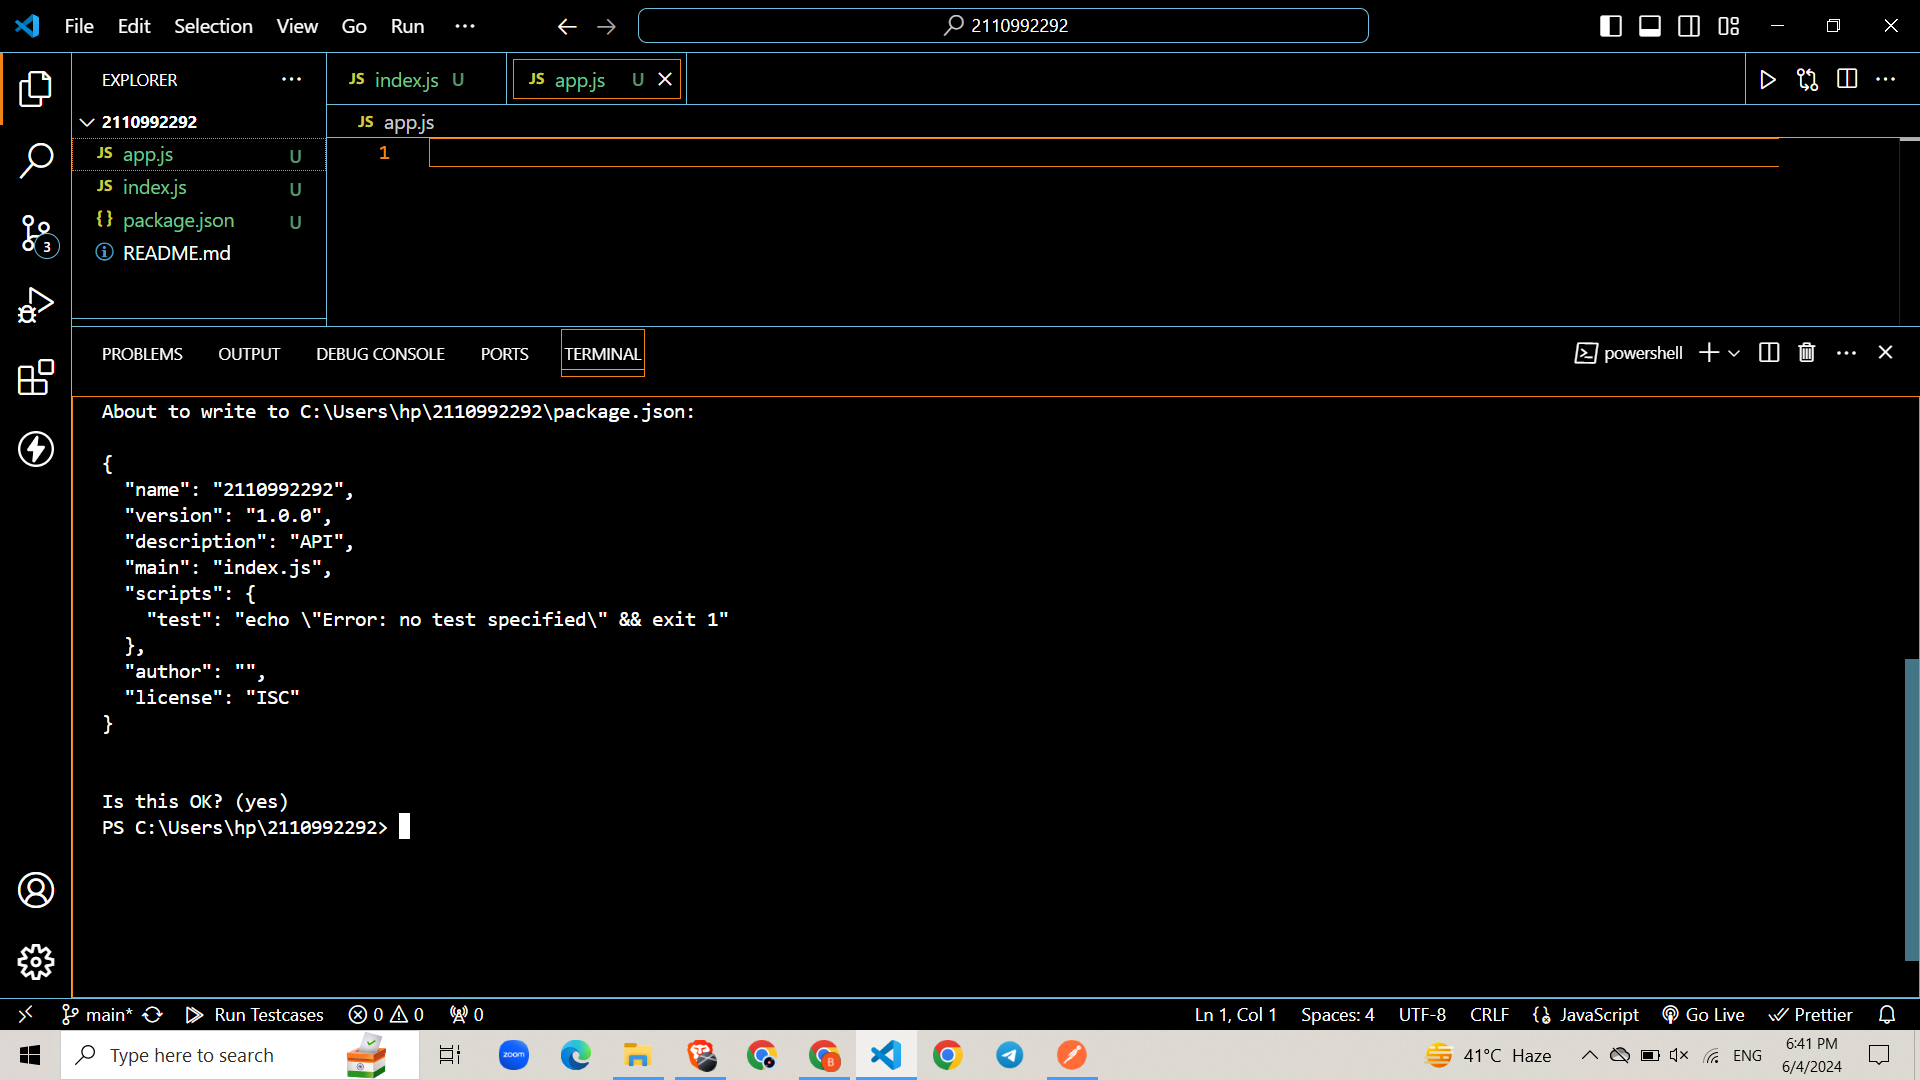 File Edit Selection View Go Run ··· 2110992292
EXPLORER ···
2110992292
JS app.js U
JS index.js U
{} package.json U
README.md
3
JS index.js U JS app.js U
JS app.js
1
PROBLEMS OUTPUT DEBUG CONSOLE PORTS TERMINAL powershell
About to write to C:\Users\hp\2110992292\package.json:
{
"name": "2110992292",
"version": "1.0.0",
"description": "API",
"main": "index.js",
"scripts": {
"test": "echo \"Error: no test specified\" && exit 1"
},
"author": "",
"license": "ISC"
}
Is this OK? (yes)
PS C:\Users\hp\2110992292>
main* Run Testcases 0 0 0 Ln 1, Col 1 Spaces: 4 UTF-8 CRLF {} JavaScript Go Live Prettier
Type here to search zoom B 41°C Haze ENG 6:41 PM
6/4/2024